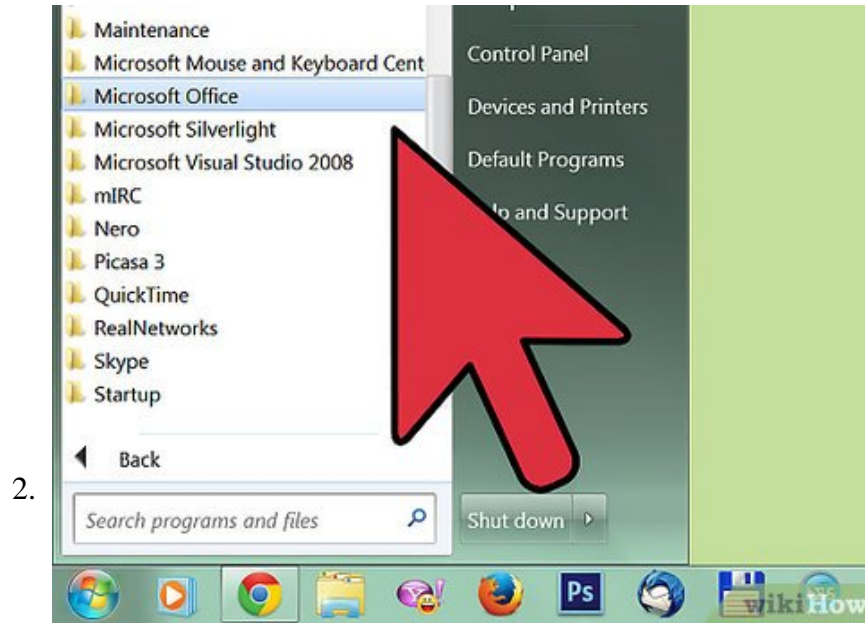 Maintenance
Microsoft Mouse and Keyboard Cent
Microsoft Office
Microsoft Silverlight
Microsoft Visual Studio 2008
mIRC
Nero
Picasa 3
QuickTime
RealNetworks
Skype
Startup
Back
Search programs and files
Control Panel
Devices and Printers
Default Programs
and Support
Shut down
2.
Ps
wikiHow